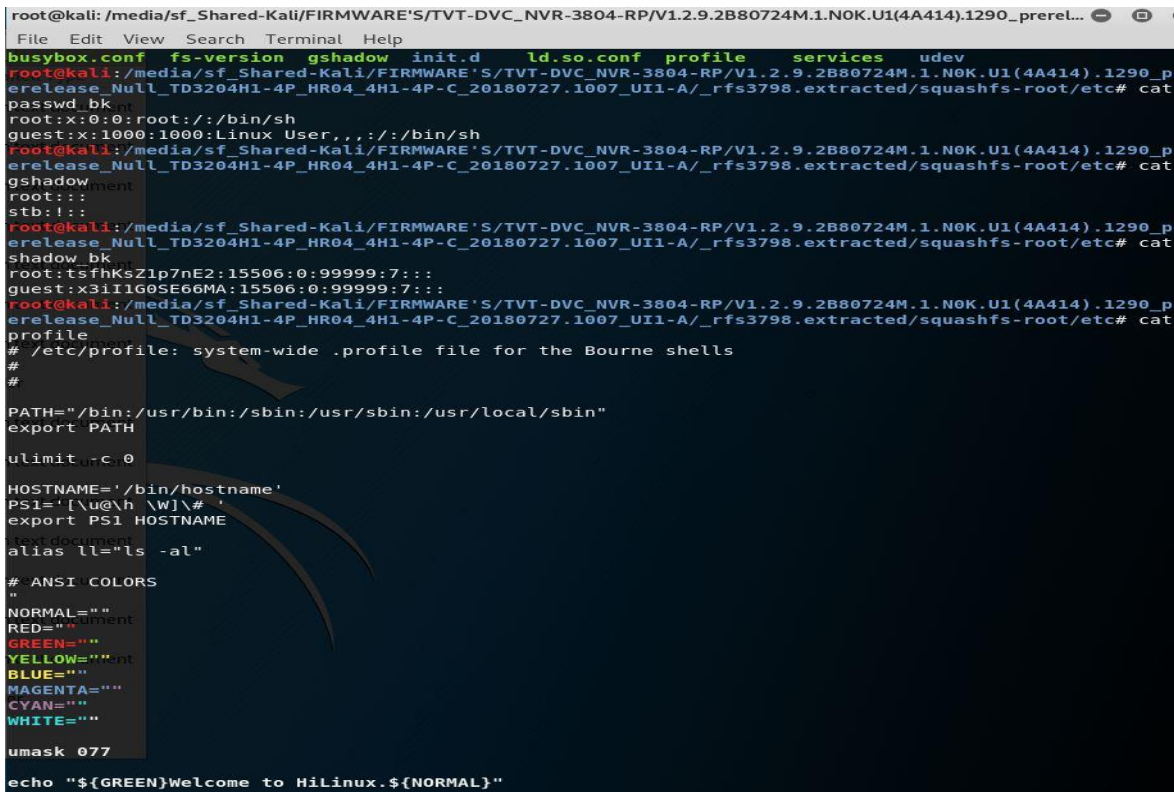 root@kali: /media/sf_Shared-Kali/FIRMWARE'S/TVT-DVC_NVR-3804-RP/V1.2.9.2B80724M.1.N0K.U1(4A414).1290_prerel...
File Edit View Search Terminal Help
busybox.conf fs-version gshadow init.d ld.so.conf profile services udev
root@kali:/media/sf_Shared-Kali/FIRMWARE'S/TVT-DVC_NVR-3804-RP/V1.2.9.2B80724M.1.N0K.U1(4A414).1290_p
erelease_Null_TD3204H1-4P_HR04_4H1-4P-C_20180727.1007_UI1-A/_rfs3798.extracted/squashfs-root/etc# cat
passwd_bk
root:x:0:0:root:/:/bin/sh
guest:x:1000:1000:Linux User,,,:/:/bin/sh
root@kali:/media/sf_Shared-Kali/FIRMWARE'S/TVT-DVC_NVR-3804-RP/V1.2.9.2B80724M.1.N0K.U1(4A414).1290_p
erelease_Null_TD3204H1-4P_HR04_4H1-4P-C_20180727.1007_UI1-A/_rfs3798.extracted/squashfs-root/etc# cat
gshadow
root:::
stb:!::
root@kali:/media/sf_Shared-Kali/FIRMWARE'S/TVT-DVC_NVR-3804-RP/V1.2.9.2B80724M.1.N0K.U1(4A414).1290_p
erelease_Null_TD3204H1-4P_HR04_4H1-4P-C_20180727.1007_UI1-A/_rfs3798.extracted/squashfs-root/etc# cat
shadow_bk
root:tsfhKsZ1p7nE2:15506:0:99999:7:::
guest:x3iI1G0SE66MA:15506:0:99999:7:::
root@kali:/media/sf_Shared-Kali/FIRMWARE'S/TVT-DVC_NVR-3804-RP/V1.2.9.2B80724M.1.N0K.U1(4A414).1290_p
erelease_Null_TD3204H1-4P_HR04_4H1-4P-C_20180727.1007_UI1-A/_rfs3798.extracted/squashfs-root/etc# cat
profile
# /etc/profile: system-wide .profile file for the Bourne shells
#
#
PATH="/bin:/usr/bin:/sbin:/usr/sbin:/usr/local/sbin"
export PATH
ulimit -c 0
HOSTNAME='/bin/hostname'
PS1='[\u@\h \W]\# '
export PS1 HOSTNAME
alias ll="ls -al"
# ANSI COLORS
"
NORMAL=""
RED=""
GREEN=""
YELLOW=""
BLUE=""
MAGENTA=""
CYAN=""
WHITE=""
umask 077
echo "${GREEN}Welcome to HiLinux.${NORMAL}"